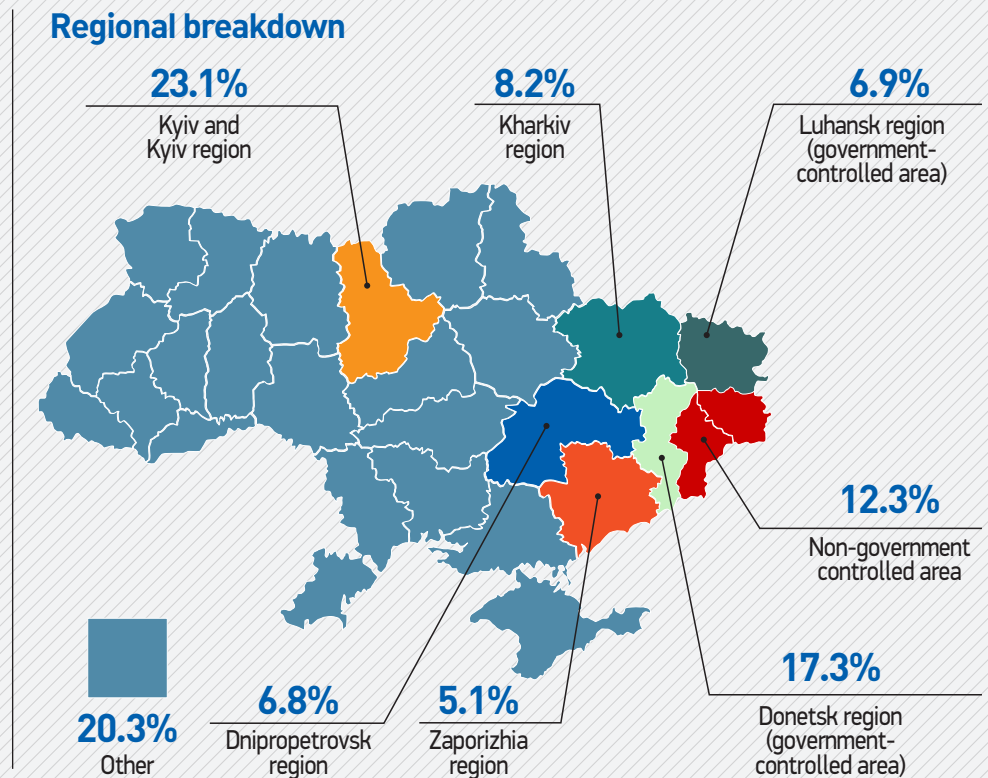 Regional breakdown
23.1%
Kyiv and
Kyiv region
8.2%
Kharkiv
region
6.9%
Luhansk region
(government-
controlled area)
12.3%
Non-government
controlled area
17.3%
Donetsk region
(government-
controlled area)
5.1%
Zaporizhia
region
6.8%
Dnipropetrovsk
region
20.3%
Other